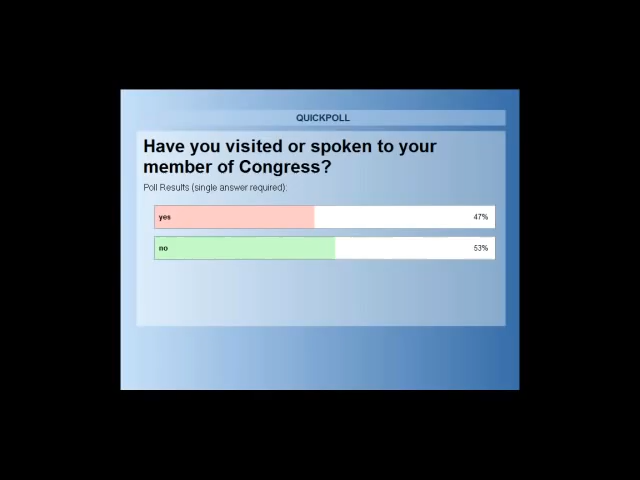 QUICKPOLL
Have you visited or spoken to your
member of Congress?
Poll Results (single answer required):
yes 47%
no 53%